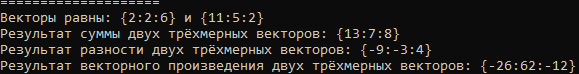 ====================
Векторы равны: {2:2:6} и {11:5:2}
Результат суммы двух трёхмерных векторов: {13:7:8}
Результат разности двух трёхмерных векторов: {-9:-3:4}
Результат векторного произведения двух трёхмерных векторов: {-26:62:-12}